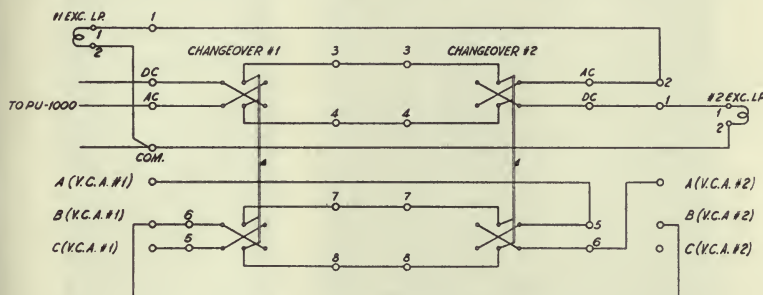 #1 EXC. LP.
1
1
2
CHANGEOVER #1
3
3
CHANGEOVER #2
DC
AC
2
TO PU-1000
AC
DC
1
#2 EXC. LP.
1
4
4
2
COM.
A (V.C.A. #1)
A (V.C.A. #2)
7
7
B (V.C.A. #1)
6
5
B (V.C.A. #2)
C (V.C.A. #1)
5
6
C (V.C.A. #2)
8
8